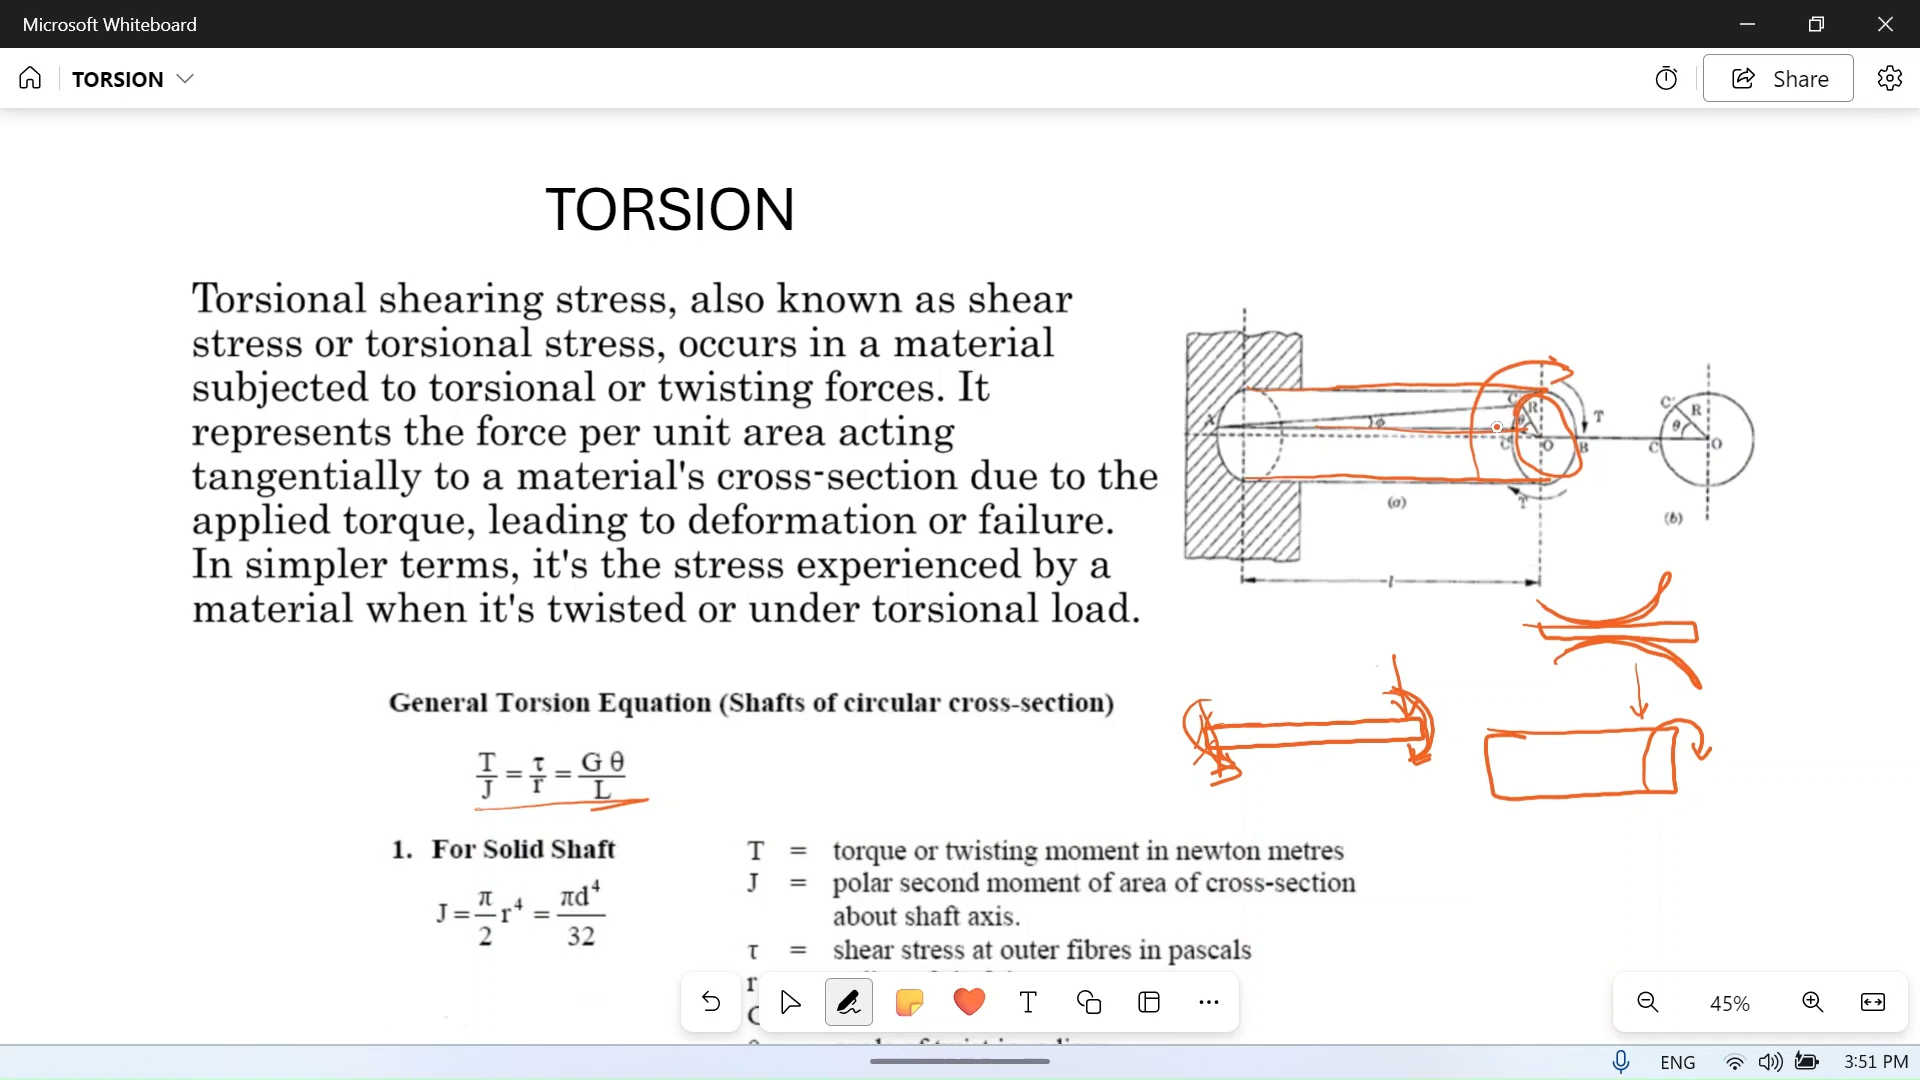 Microsoft Whiteboard
TORSION
Share
TORSION
Torsional shearing stress, also known as shear
stress or torsional stress, occurs in a material
subjected to torsional or twisting forces. It
represents the force per unit area acting
tangentially to a material's cross-section due to the
applied torque, leading to deformation or failure.
In simpler terms, it's the stress experienced by a
material when it's twisted or under torsional load.
A φ C' R θ C O B T T
(a)
l
C' R θ C O
(b)
General Torsion Equation (Shafts of circular cross-section)
T/J = τ/r = G θ/L
1. For Solid Shaft
J = π/2 r⁴ = πd⁴/32
T = torque or twisting moment in newton metres
J = polar second moment of area of cross-section
about shaft axis.
τ = shear stress at outer fibres in pascals
r
45%
ENG
3:51 PM